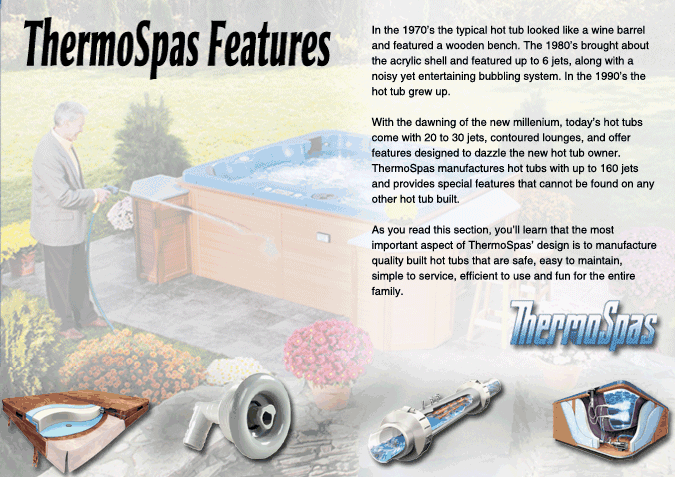 ThermoSpas Features
In the 1970's the typical hot tub looked like a wine barrel
and featured a wooden bench. The 1980's brought about
the acrylic shell and featured up to 6 jets, along with a
noisy yet entertaining bubbling system. In the 1990's the
hot tub grew up.
With the dawning of the new millenium, today's hot tubs
come with 20 to 30 jets, contoured lounges, and offer
features designed to dazzle the new hot tub owner.
ThermoSpas manufactures hot tubs with up to 160 jets
and provides special features that cannot be found on any
other hot tub built.
As you read this section, you'll learn that the most
important aspect of ThermoSpas' design is to manufacture
quality built hot tubs that are safe, easy to maintain,
simple to service, efficient to use and fun for the entire
family.
ThermoSpas